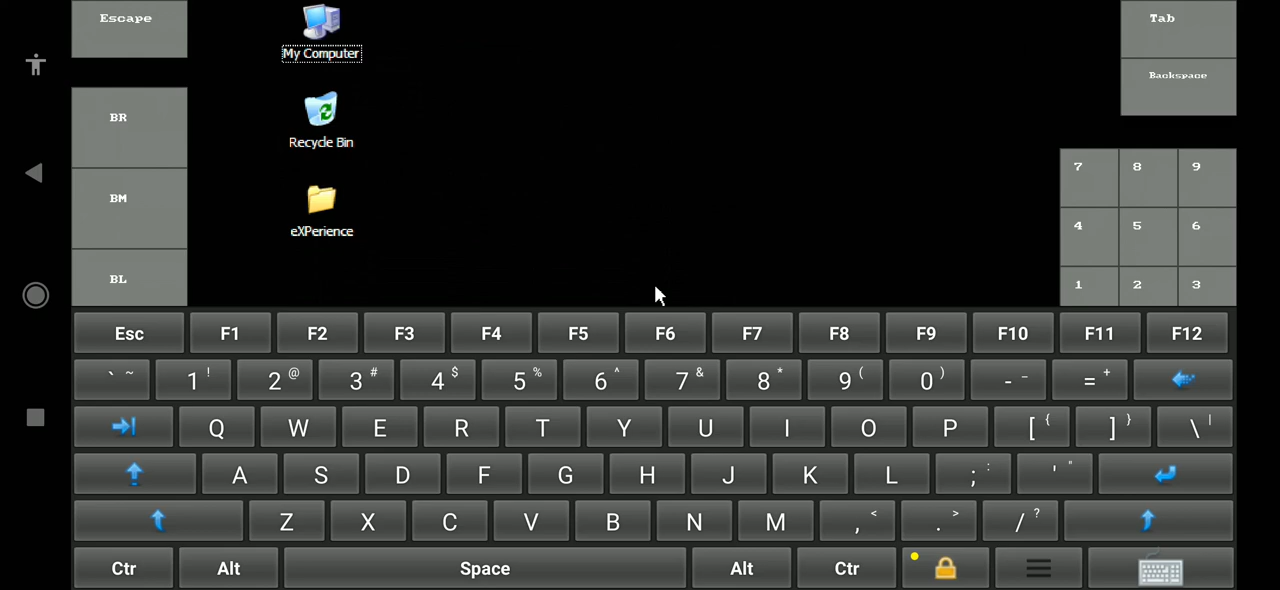 Escape
My Computer
Tab
Backspace
BR
Recycle Bin
7 8 9
BM
eXPerience
4 5 6
BL
1 2 3
Esc F1 F2 F3 F4 F5 F6 F7 F8 F9 F10 F11 F12
` ~ 1 ! 2 @ 3 # 4 $ 5 % 6 ^ 7 & 8 * 9 ( 0 ) - _ = +
Q W E R T Y U I O P [ { ] } \ |
A S D F G H J K L ; : ' "
Z X C V B N M , < . > / ?
Ctr Alt Space Alt Ctr